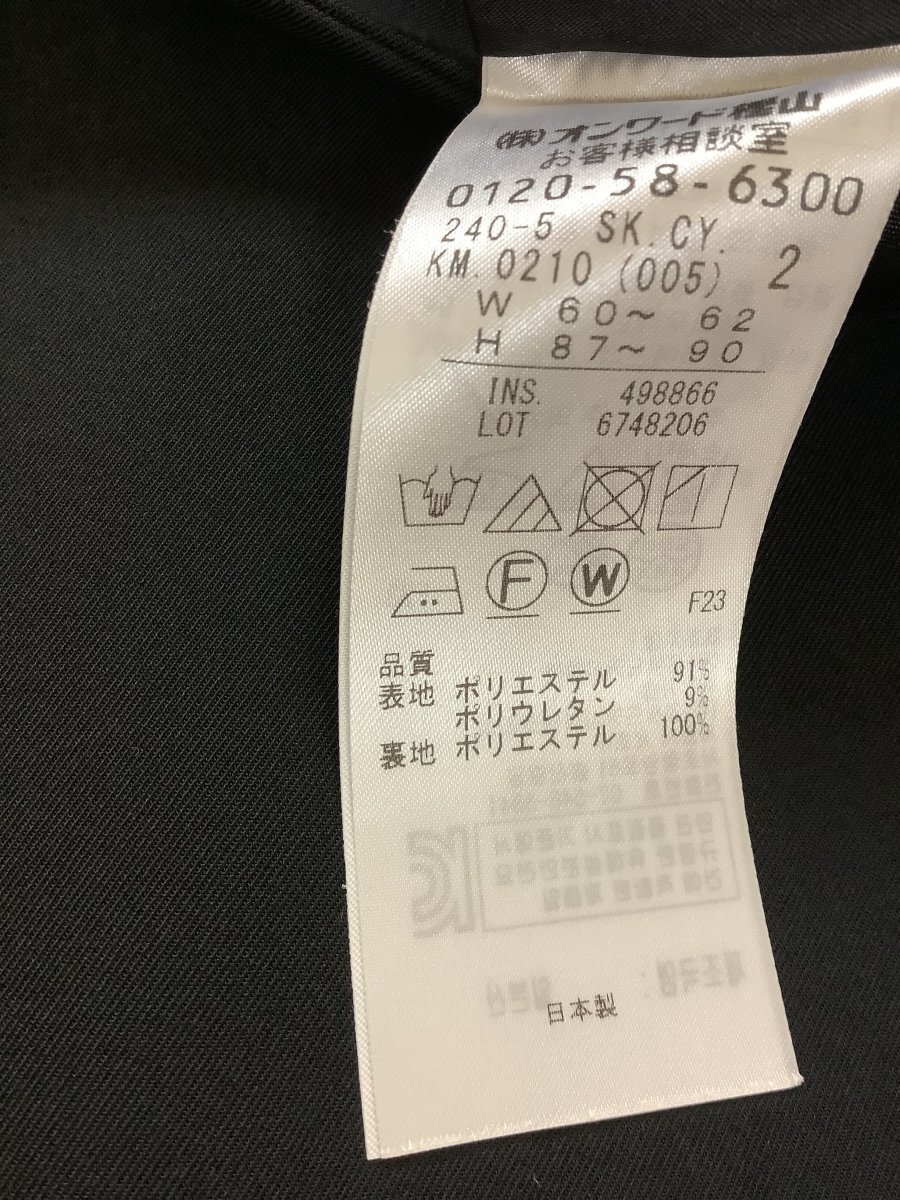 (株)オンワード樫山
お客様相談室
0120-58-6300
240-5 SK.CY.
KM.0210 (005) 2
W 60〜 62
H 87〜 90
INS. 498866
LOT 6748206
F W
F23
品質
表地 ポリエステル 91%
ポリウレタン 9%
裏地 ポリエステル 100%
日本製